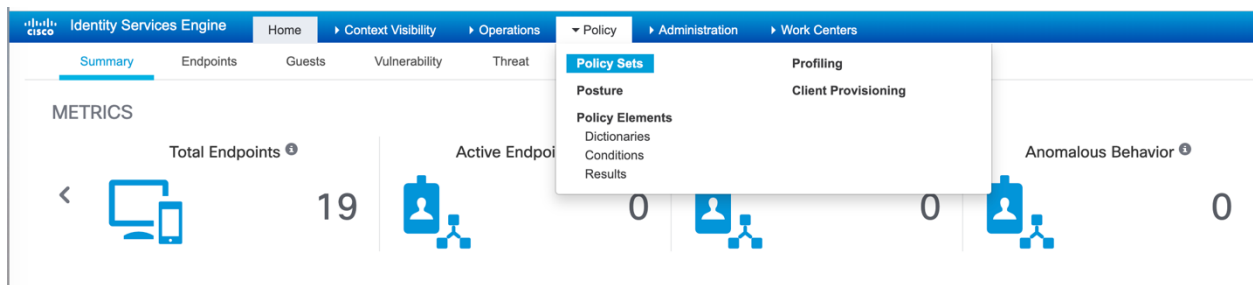 cisco Identity Services Engine Home Context Visibility Operations Policy Administration Work Centers
Summary Endpoints Guests Vulnerability Threat
Policy Sets Profiling
Posture Client Provisioning
Policy Elements
Dictionaries
Conditions
Results
METRICS
Total Endpoints Active Endpoi Anomalous Behavior
19 0 0 0